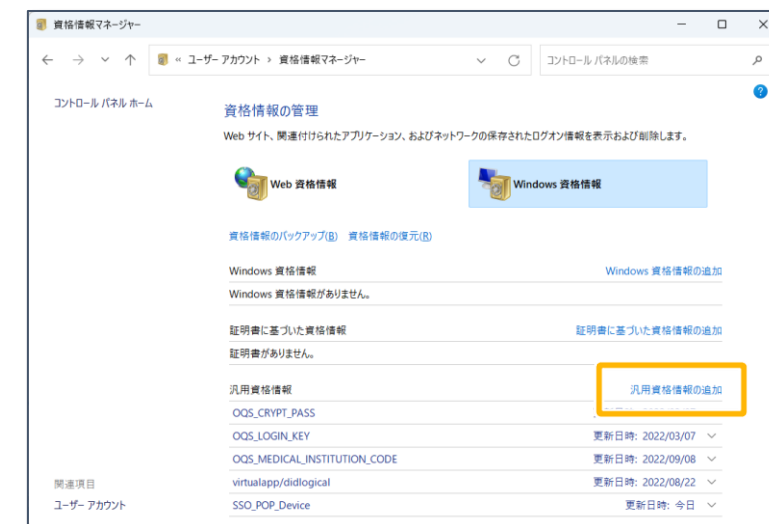 資格情報マネージャー
« ユーザー アカウント › 資格情報マネージャー
コントロール パネルの検索
コントロール パネル ホーム
資格情報の管理
Web サイト、関連付けられたアプリケーション、およびネットワークの保存されたログオン情報を表示および削除します。
Web 資格情報
Windows 資格情報
資格情報のバックアップ(B) 資格情報の復元(R)
Windows 資格情報 Windows 資格情報の追加
Windows 資格情報がありません。
証明書に基づいた資格情報 証明書に基づいた資格情報の追加
証明書がありません。
汎用資格情報 汎用資格情報の追加
OQS_CRYPT_PASS
OQS_LOGIN_KEY 更新日時: 2022/03/07
OQS_MEDICAL_INSTITUTION_CODE 更新日時: 2022/09/08
virtualapp/didlogical 更新日時: 2022/08/22
SSO_POP_Device 更新日時: 今日
関連項目
ユーザー アカウント